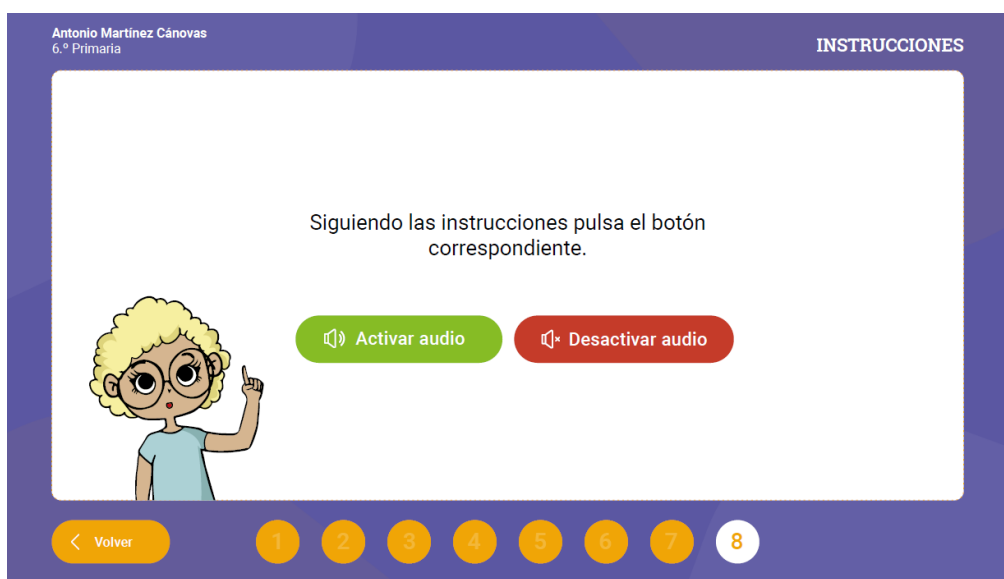 Antonio Martínez Cánovas
6.º Primaria
INSTRUCCIONES
Siguiendo las instrucciones pulsa el botón
correspondiente.
Activar audio
Desactivar audio
Volver
1 2 3 4 5 6 7 8